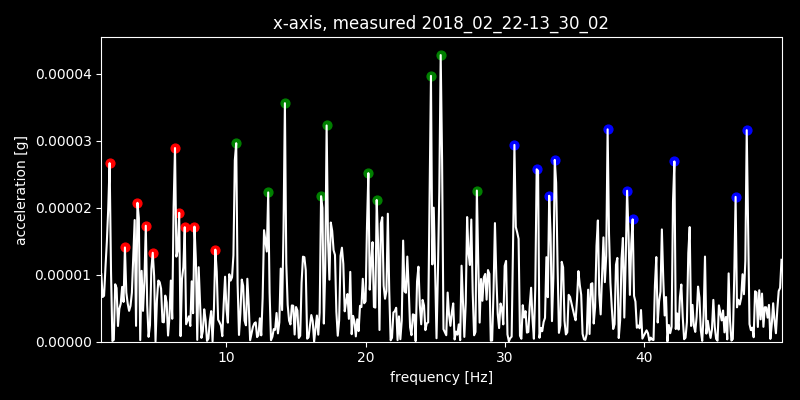 x-axis, measured 2018_02_22-13_30_02
0.00004
0.00003
0.00002
0.00001
0.00000
acceleration [g]
10 20 30 40
frequency [Hz]